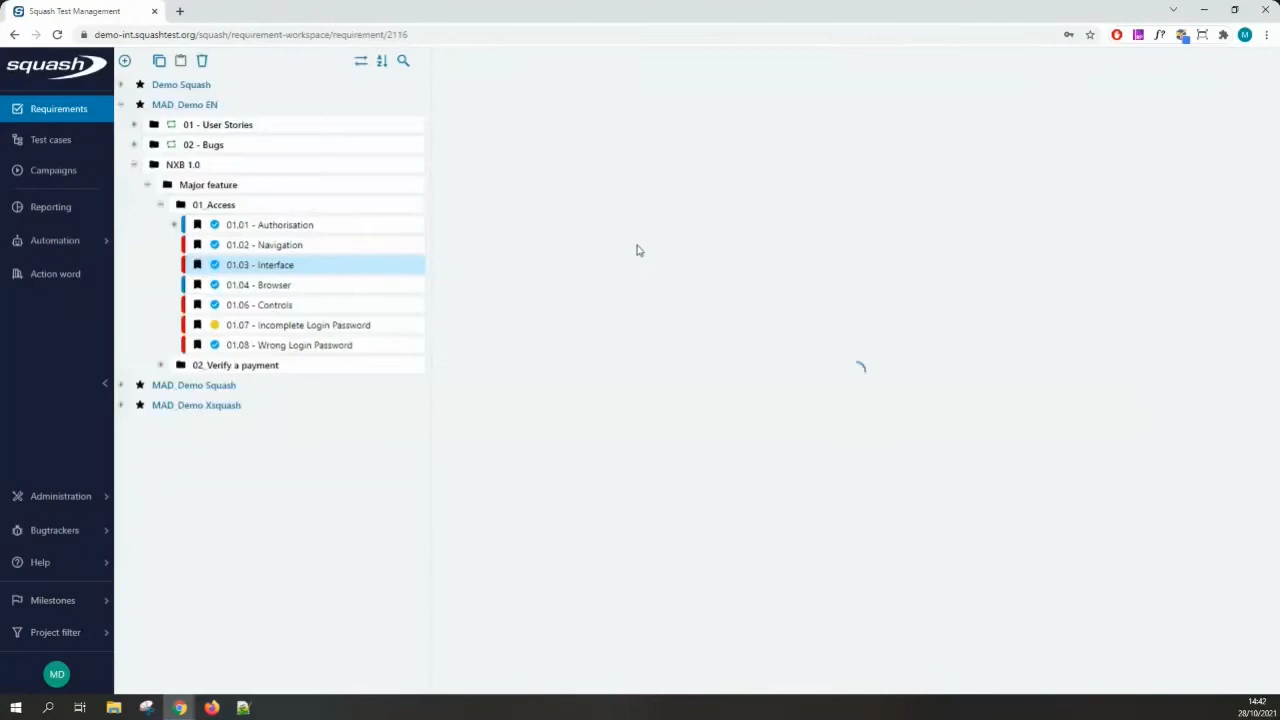 Squash Test Management
demo-int.squashtest.org/squash/requirement-workspace/requirement/2116
M
squash
Requirements
Test cases
Campaigns
Reporting
Automation
Action word
Administration
Bugtrackers
Help
Milestones
Project filter
MD
Demo Squash
MAD_Demo EN
01 - User Stories
02 - Bugs
NXB 1.0
Major feature
01_Access
01.01 - Authorisation
01.02 - Navigation
01.03 - Interface
01.04 - Browser
01.06 - Controls
01.07 - Incomplete Login Password
01.08 - Wrong Login Password
02_Verify a payment
MAD_Demo Squash
MAD_Demo Xsquash
14:42
28/10/2021